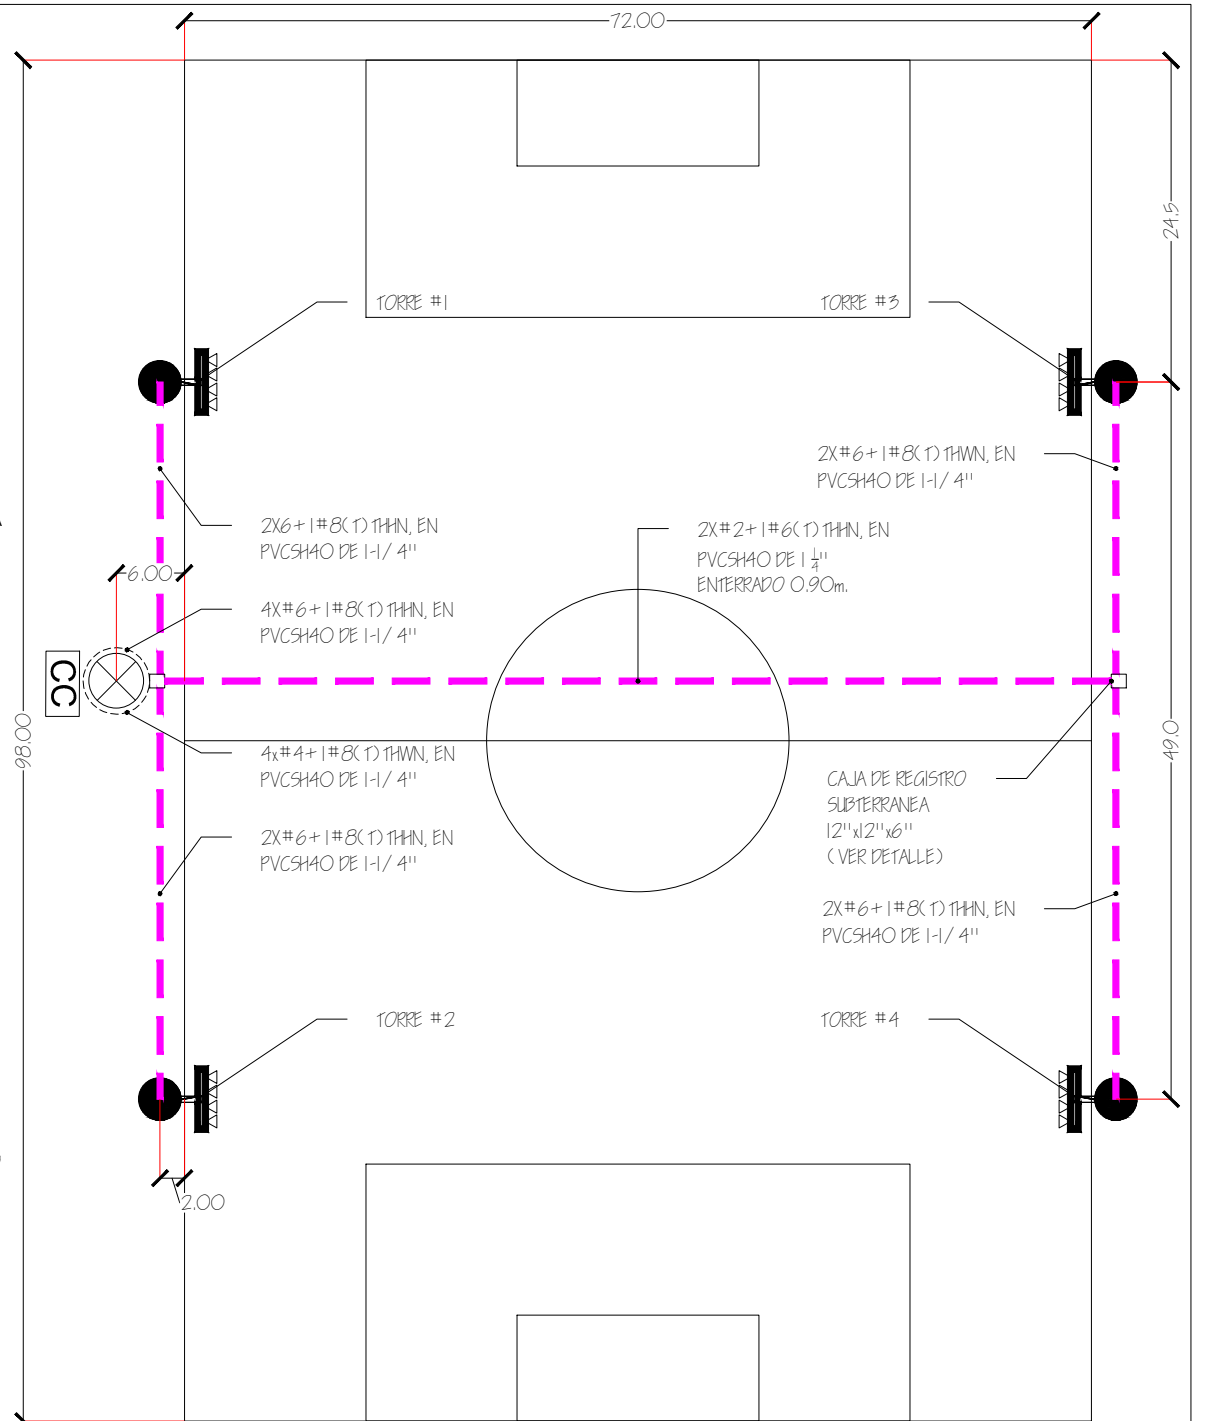 72.00
24.5
TORRE #1
TORRE #3
2X#6+1#8(T) THWN, EN
PVCSH40 DE 1-1/4"
2X6+1#8(T) THHN, EN
PVCSH40 DE 1-1/4"
2X#2+1#6(T) THHN, EN
PVCSH40 DE 1 1/4"
ENTERRADO 0.90m.
6.00
4X#6+1#8(T) THHN, EN
PVCSH40 DE 1-1/4"
CC
98.00
49.0
4x#4+1#8(T) THWN, EN
PVCSH40 DE 1-1/4"
CAJA DE REGISTRO
SUBTERRANEA
12"x12"x6"
(VER DETALLE)
2X#6+1#8(T) THHN, EN
PVCSH40 DE 1-1/4"
2X#6+1#8(T) THHN, EN
PVCSH40 DE 1-1/4"
TORRE #2
TORRE #4
2.00